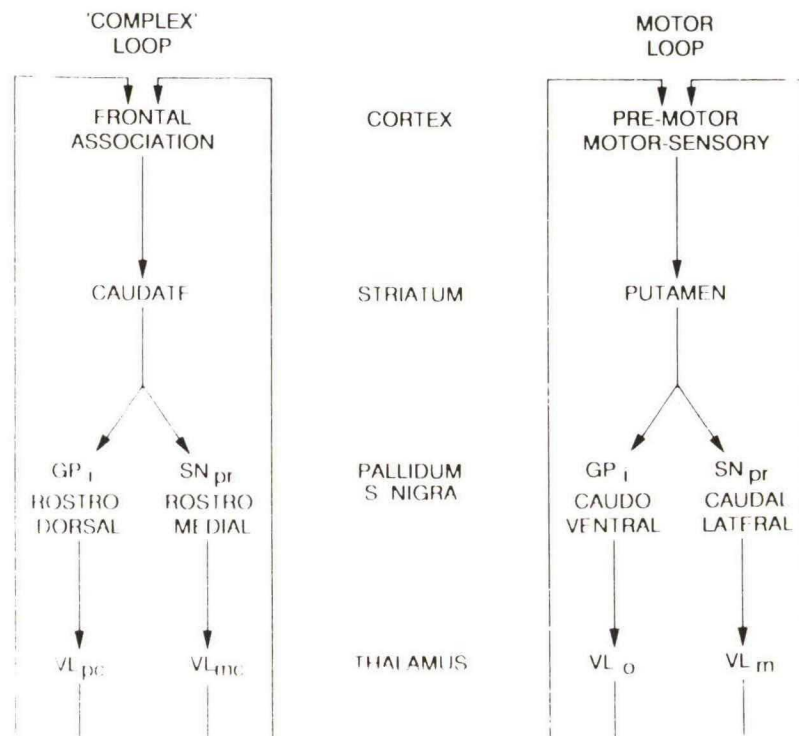 'COMPLEX'
LOOP
MOTOR
LOOP
FRONTAL
ASSOCIATION
CORTEX
PRE-MOTOR
MOTOR-SENSORY
CAUDATE
STRIATUM
PUTAMEN
GP i
SN pr
PALLIDUM
S NIGRA
GP i
SN pr
ROSTRO
DORSAL
ROSTRO
MEDIAL
CAUDO
VENTRAL
CAUDAL
LATERAL
VL pc
VL mc
THALAMUS
VL o
VL m